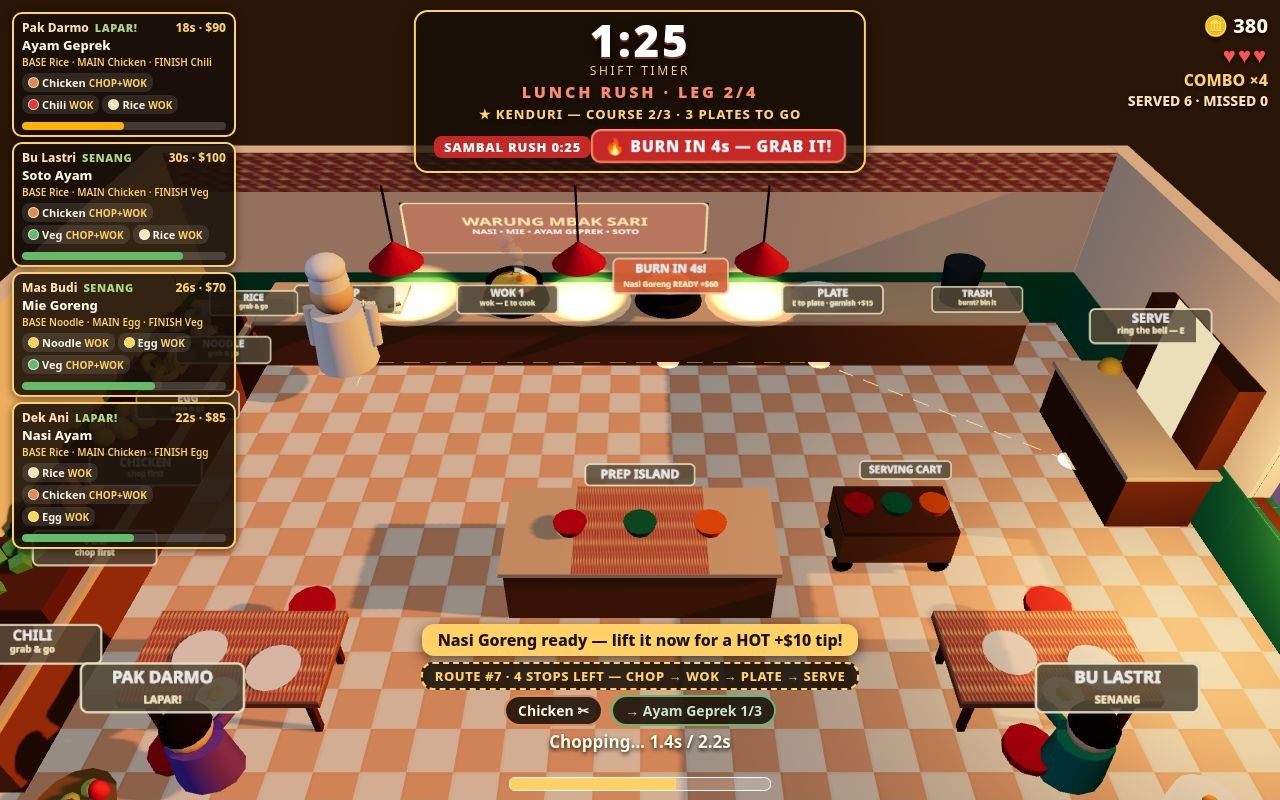 Pak Darmo LAPAR! 18s · $90
Ayam Geprek
BASE Rice · MAIN Chicken · FINISH Chili
Chicken CHOP+WOK
Chili WOK Rice WOK
Bu Lastri SENANG 30s · $100
Soto Ayam
BASE Rice · MAIN Chicken · FINISH Veg
Chicken CHOP+WOK
Veg CHOP+WOK Rice WOK
Mas Budi SENANG 26s · $70
Mie Goreng
BASE Noodle · MAIN Egg · FINISH Veg
Noodle WOK Egg WOK
Veg CHOP+WOK
Dek Ani LAPAR! 22s · $85
Nasi Ayam
BASE Rice · MAIN Chicken · FINISH Egg
Rice WOK
Chicken CHOP+WOK
Egg WOK
1:25
SHIFT TIMER
LUNCH RUSH · LEG 2/4
★ KENDURI — COURSE 2/3 · 3 PLATES TO GO
SAMBAL RUSH 0:25 🔥 BURN IN 4s — GRAB IT!
🪙 380
♥♥♥
COMBO ×4
SERVED 6 · MISSED 0
WARUNG MBAK SARI
NASI • MIE • AYAM GEPREK • SOTO
BURN IN 4s!
Nasi Goreng READY +$60
RICE
grab & go
WOK 1
wok — E to cook
PLATE
E to plate · garnish +$15
TRASH
burnt? bin it
SERVE
ring the bell — E
NOODLE
grab & go
EGG
CHICKEN
chop first
chop first
PREP ISLAND
SERVING CART
CHILI
grab & go
PAK DARMO
LAPAR!
BU LASTRI
SENANG
Nasi Goreng ready — lift it now for a HOT +$10 tip!
ROUTE #7 · 4 STOPS LEFT — CHOP → WOK → PLATE → SERVE
Chicken ✂ → Ayam Geprek 1/3
Chopping... 1.4s / 2.2s